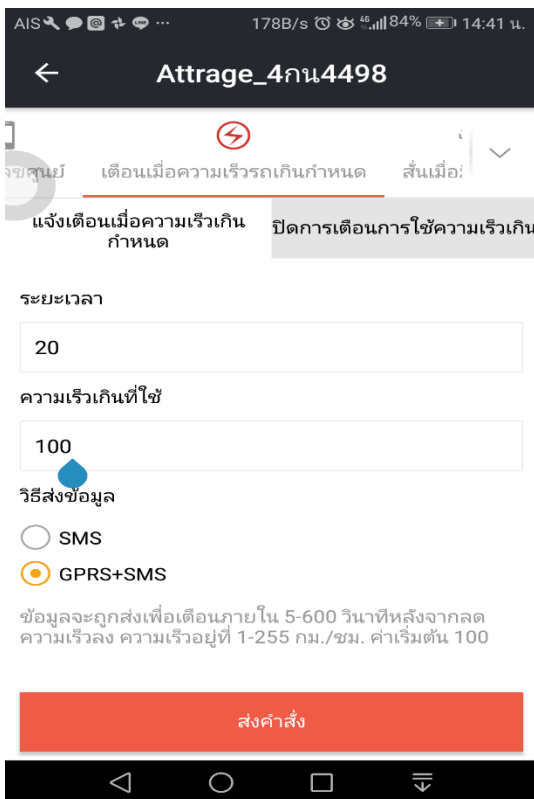 AIS ... 178B/s 46 84% 14:41 น.
Attrage_4กน4498
ขศูนย์ เตือนเมื่อความเร็วรถเกินกำหนด สั่นเมื่อ
แจ้งเตือนเมื่อความเร็วเกิน
กำหนด
ปิดการเตือนการใช้ความเร็วเกิน
ระยะเวลา
20
ความเร็วเกินที่ใช้
100
วิธีส่งข้อมูล
SMS
GPRS+SMS
ข้อมูลจะถูกส่งเพื่อเตือนภายใน 5-600 วินาทีหลังจากลด
ความเร็วลง ความเร็วอยู่ที่ 1-255 กม./ชม. ค่าเริ่มต้น 100
ส่งคำสั่ง